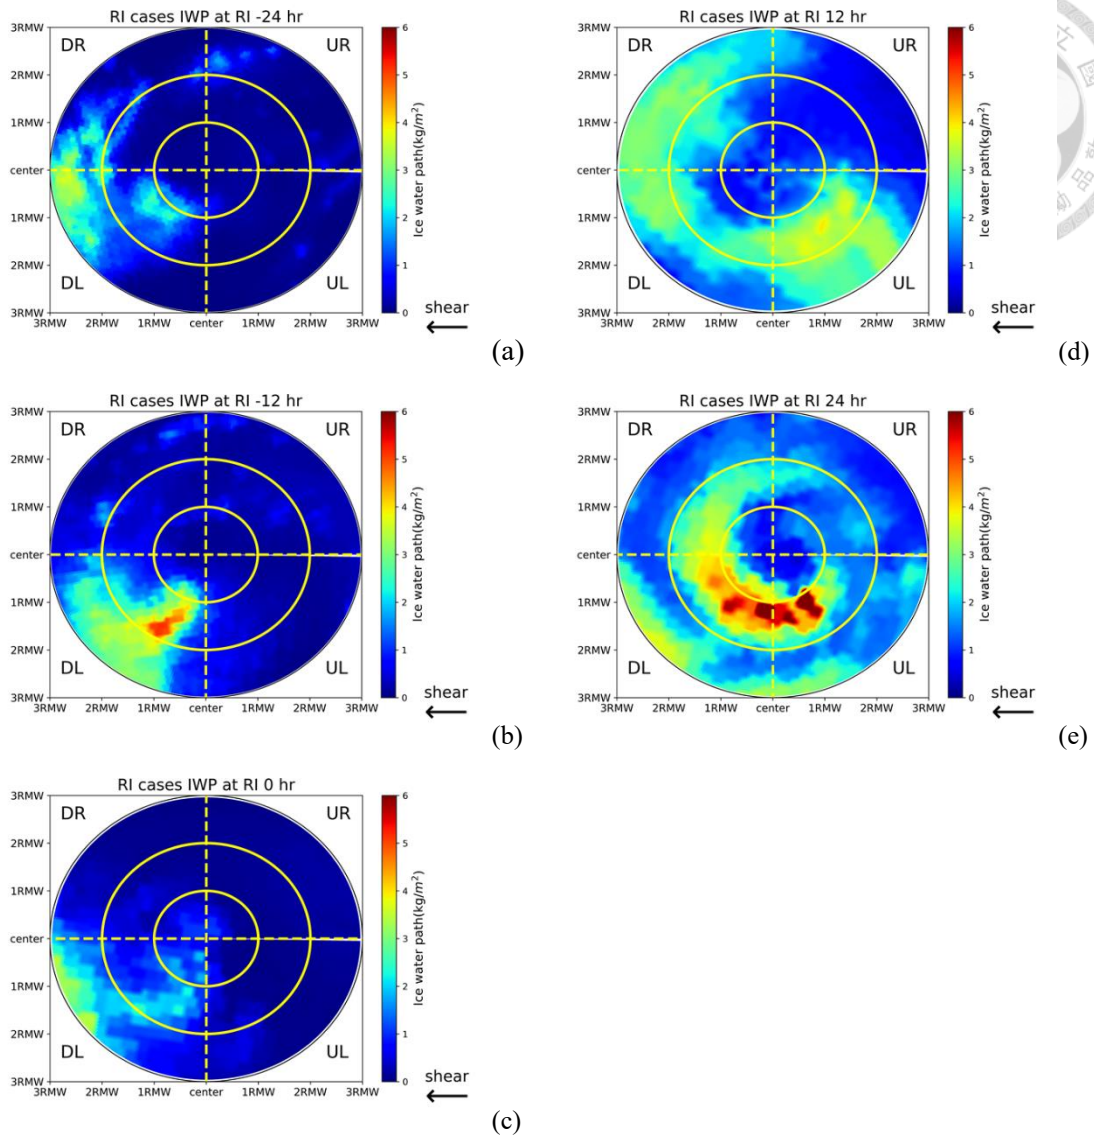 RI cases IWP at RI -24 hr
DR
UR
DL
UL
3RMW
2RMW
1RMW
center
1RMW
2RMW
3RMW
3RMW 2RMW 1RMW center 1RMW 2RMW 3RMW
6
5
4
3
2
1
0
Ice water path(kg/m²)
shear
(a)
RI cases IWP at RI -12 hr
DR
UR
DL
UL
3RMW
2RMW
1RMW
center
1RMW
2RMW
3RMW
3RMW 2RMW 1RMW center 1RMW 2RMW 3RMW
6
5
4
3
2
1
0
Ice water path(kg/m²)
shear
(b)
RI cases IWP at RI 0 hr
DR
UR
DL
UL
3RMW
2RMW
1RMW
center
1RMW
2RMW
3RMW
3RMW 2RMW 1RMW center 1RMW 2RMW 3RMW
6
5
4
3
2
1
0
Ice water path(kg/m²)
shear
(c)
RI cases IWP at RI 12 hr
DR
UR
DL
UL
3RMW
2RMW
1RMW
center
1RMW
2RMW
3RMW
3RMW 2RMW 1RMW center 1RMW 2RMW 3RMW
6
5
4
3
2
1
0
Ice water path(kg/m²)
shear
(d)
RI cases IWP at RI 24 hr
DR
UR
DL
UL
3RMW
2RMW
1RMW
center
1RMW
2RMW
3RMW
3RMW 2RMW 1RMW center 1RMW 2RMW 3RMW
6
5
4
3
2
1
0
Ice water path(kg/m²)
shear
(e)
立
國
品
勵